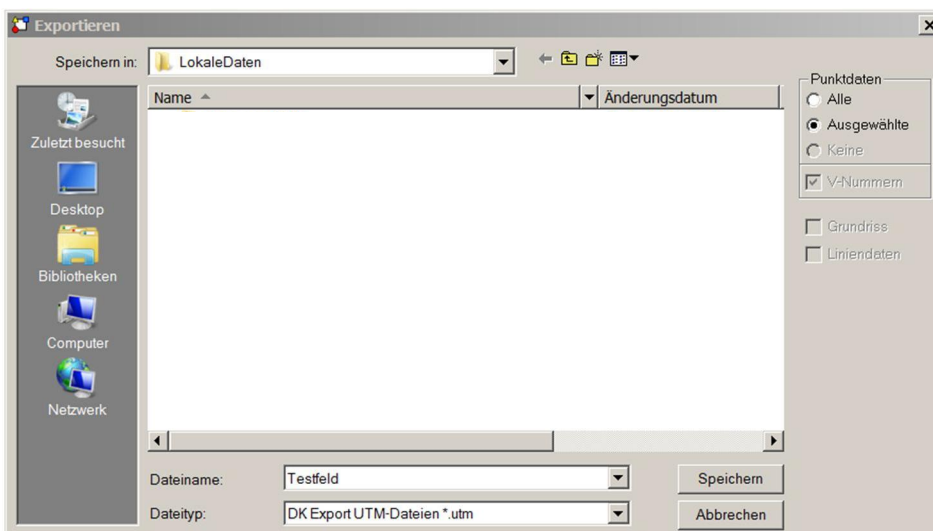 Exportieren
Speichern in: LokaleDaten
Name Änderungsdatum
Zuletzt besucht
Desktop
Bibliotheken
Computer
Netzwerk
Punktdaten
Alle
Ausgewählte
Keine
V-Nummern
Grundriss
Liniendaten
Dateiname: Testfeld Speichern
Dateityp: DK Export UTM-Dateien *.utm Abbrechen